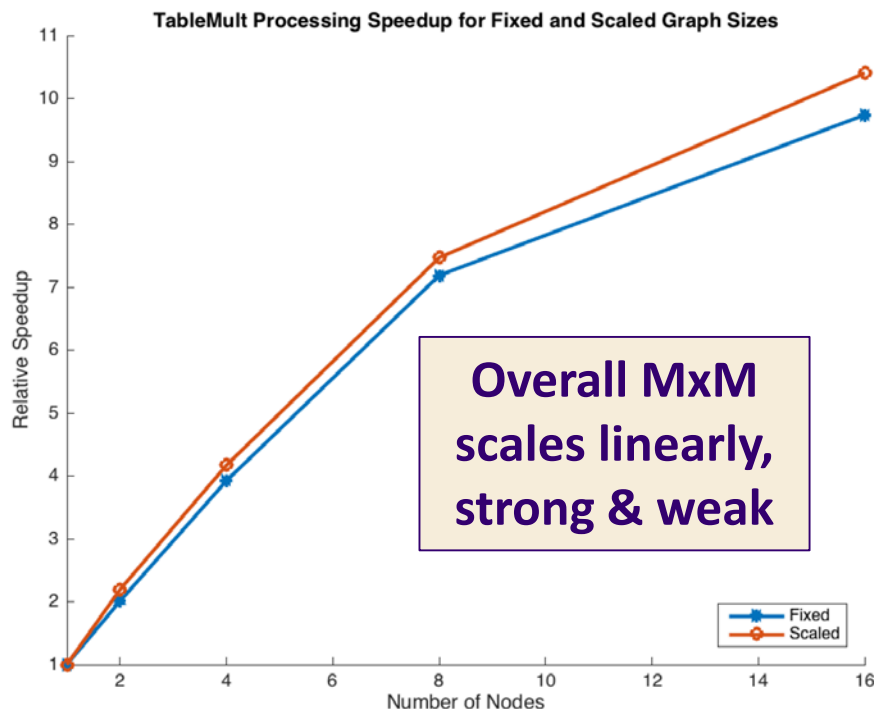 TableMult Processing Speedup for Fixed and Scaled Graph Sizes
11
10
9
8
7
6
5
4
3
2
1
Relative Speedup
Overall MxM
scales linearly,
strong & weak
Fixed
Scaled
2 4 6 8 10 12 14 16
Number of Nodes